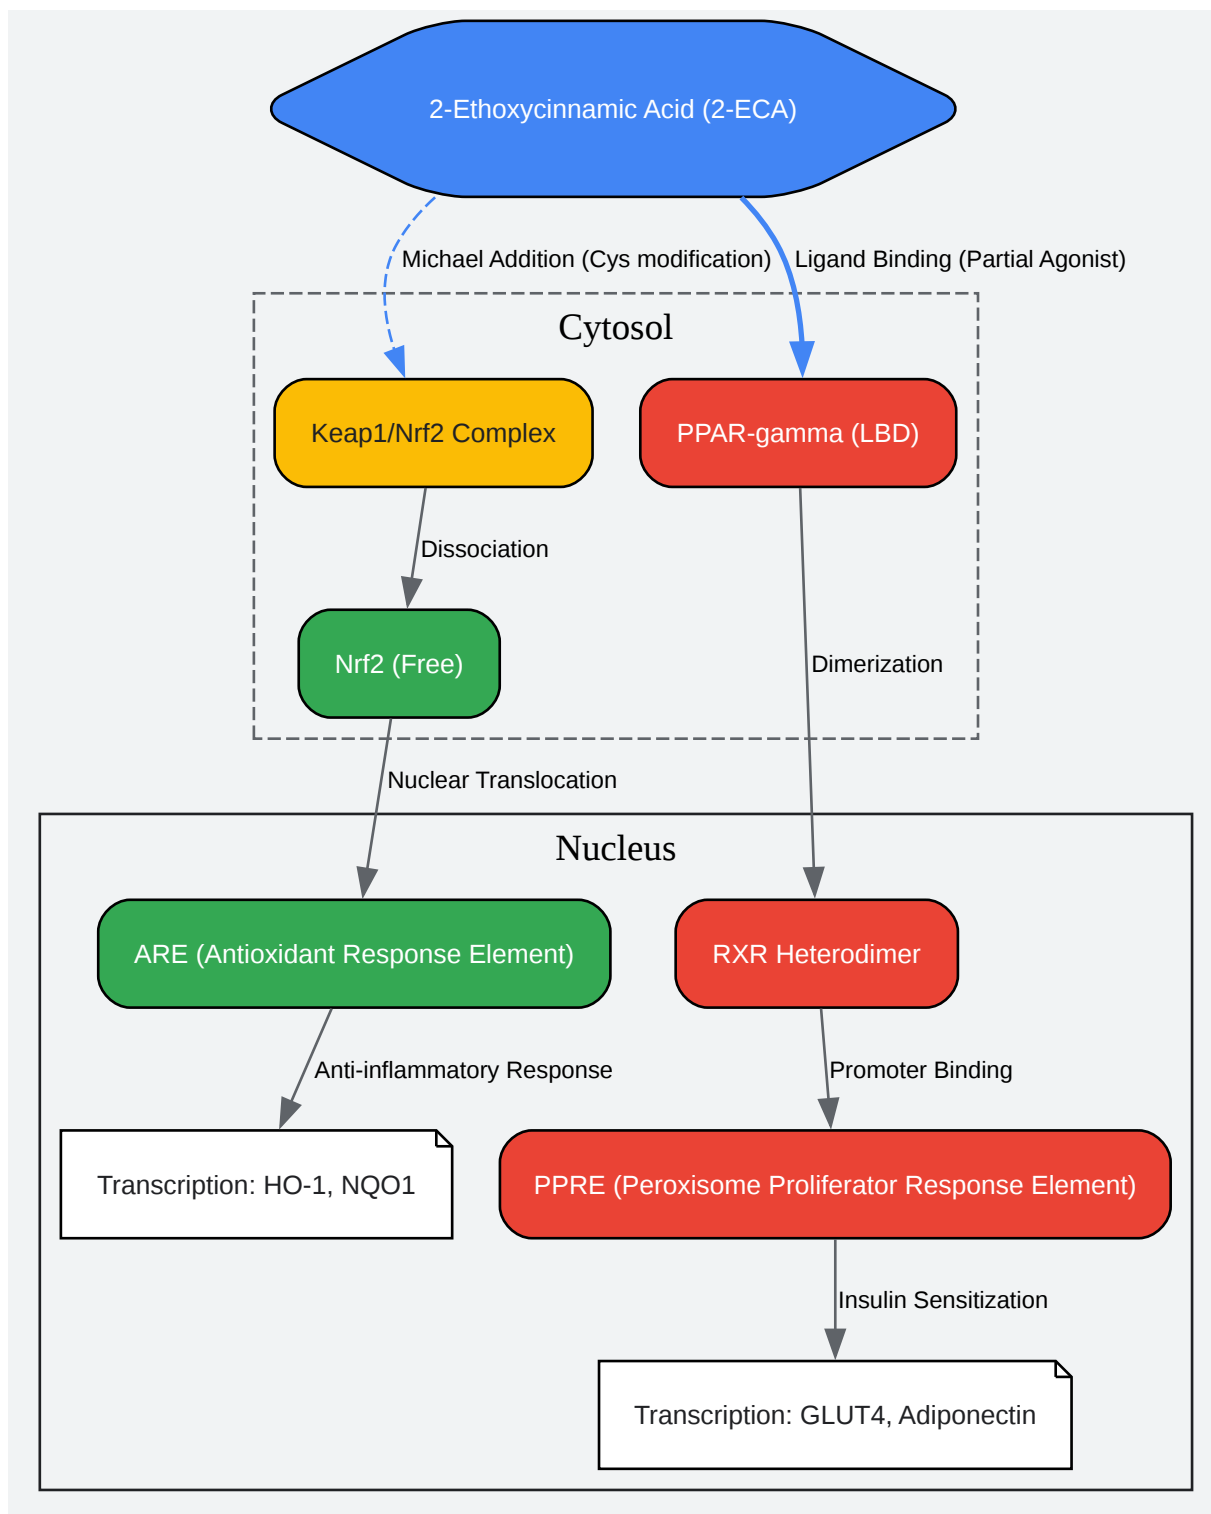 2-Ethoxycinnamic Acid (2-ECA)
Michael Addition (Cys modification)
Ligand Binding (Partial Agonist)
Cytosol
Keap1/Nrf2 Complex
PPAR-gamma (LBD)
Dissociation
Nrf2 (Free)
Dimerization
Nuclear Translocation
Nucleus
ARE (Antioxidant Response Element)
RXR Heterodimer
Anti-inflammatory Response
Promoter Binding
Transcription: HO-1, NQO1
PPRE (Peroxisome Proliferator Response Element)
Insulin Sensitization
Transcription: GLUT4, Adiponectin